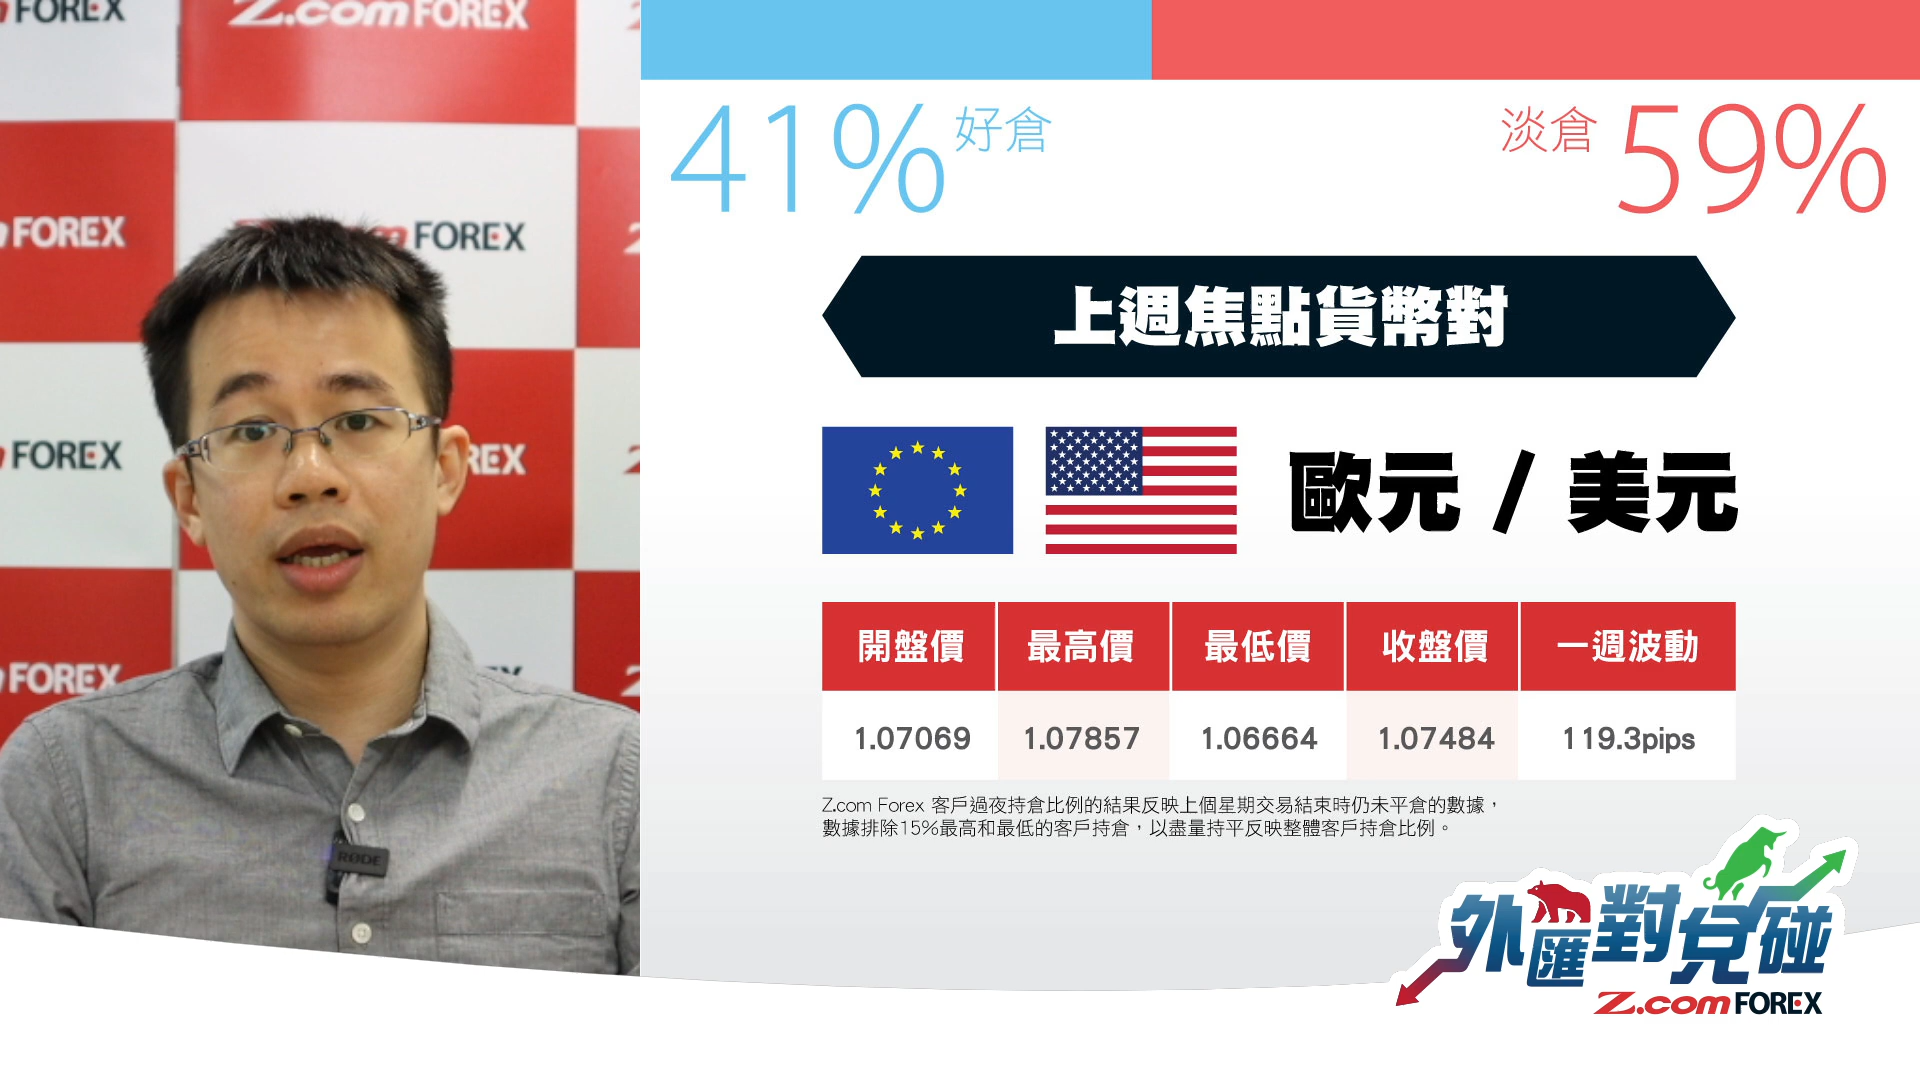 FOREX
Z.com FOREX
FOREX
FOREX
FOREX
REX
FOREX
41% 好倉
淡倉 59%
上週焦點貨幣對
歐元 / 美元
開盤價 最高價 最低價 收盤價 一週波動
1.07069 1.07857 1.06664 1.07484 119.3pips
Z.com Forex 客戶過夜持倉比例的結果反映上個星期交易結束時仍未平倉的數據，
數據排除15%最高和最低的客戶持倉，以盡量持平反映整體客戶持倉比例。
RØDE
外匯對兌碰
Z.com FOREX